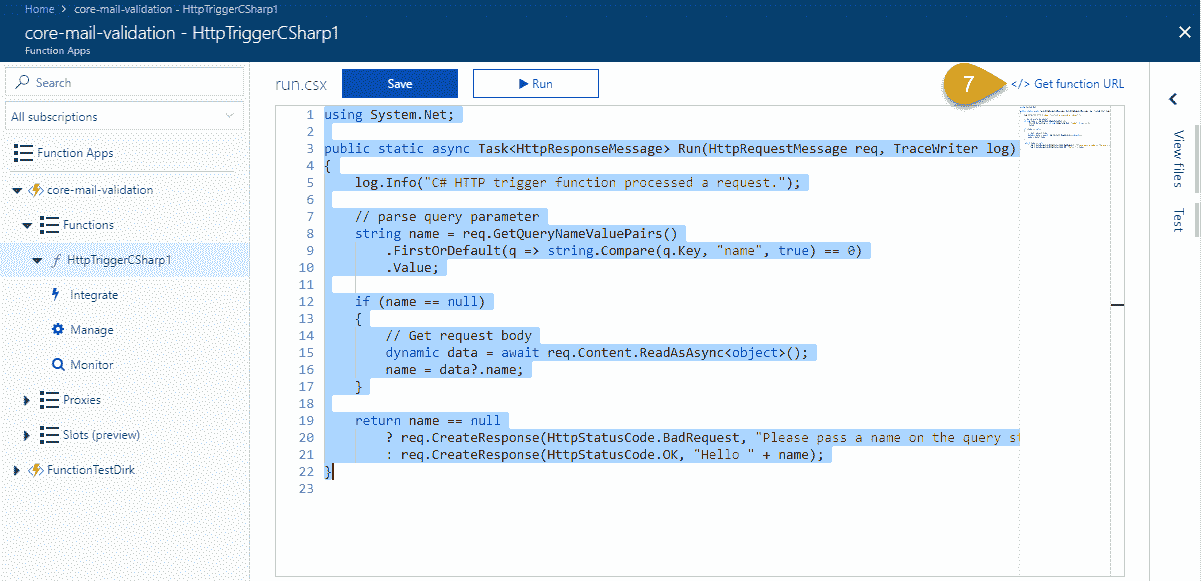 Home > core-mail-validation - HttpTriggerCSharp1
core-mail-validation - HttpTriggerCSharp1
Function Apps
Search
All subscriptions
Function Apps
core-mail-validation
Functions
HttpTriggerCSharp1
Integrate
Manage
Monitor
Proxies
Slots (preview)
FunctionTestDirk
run.csx
Save
Run
7
</> Get function URL
1 using System.Net;
2
3 public static async Task<HttpResponseMessage> Run(HttpRequestMessage req, TraceWriter log)
4 {
5     log.Info("C# HTTP trigger function processed a request.");
6
7     // parse query parameter
8     string name = req.GetQueryNameValuePairs()
9         .FirstOrDefault(q => string.Compare(q.Key, "name", true) == 0)
10         .Value;
11
12     if (name == null)
13     {
14         // Get request body
15         dynamic data = await req.Content.ReadAsAsync<object>();
16         name = data?.name;
17     }
18
19     return name == null
20         ? req.CreateResponse(HttpStatusCode.BadRequest, "Please pass a name on the query s
21         : req.CreateResponse(HttpStatusCode.OK, "Hello " + name);
22 }
23
View files
Test